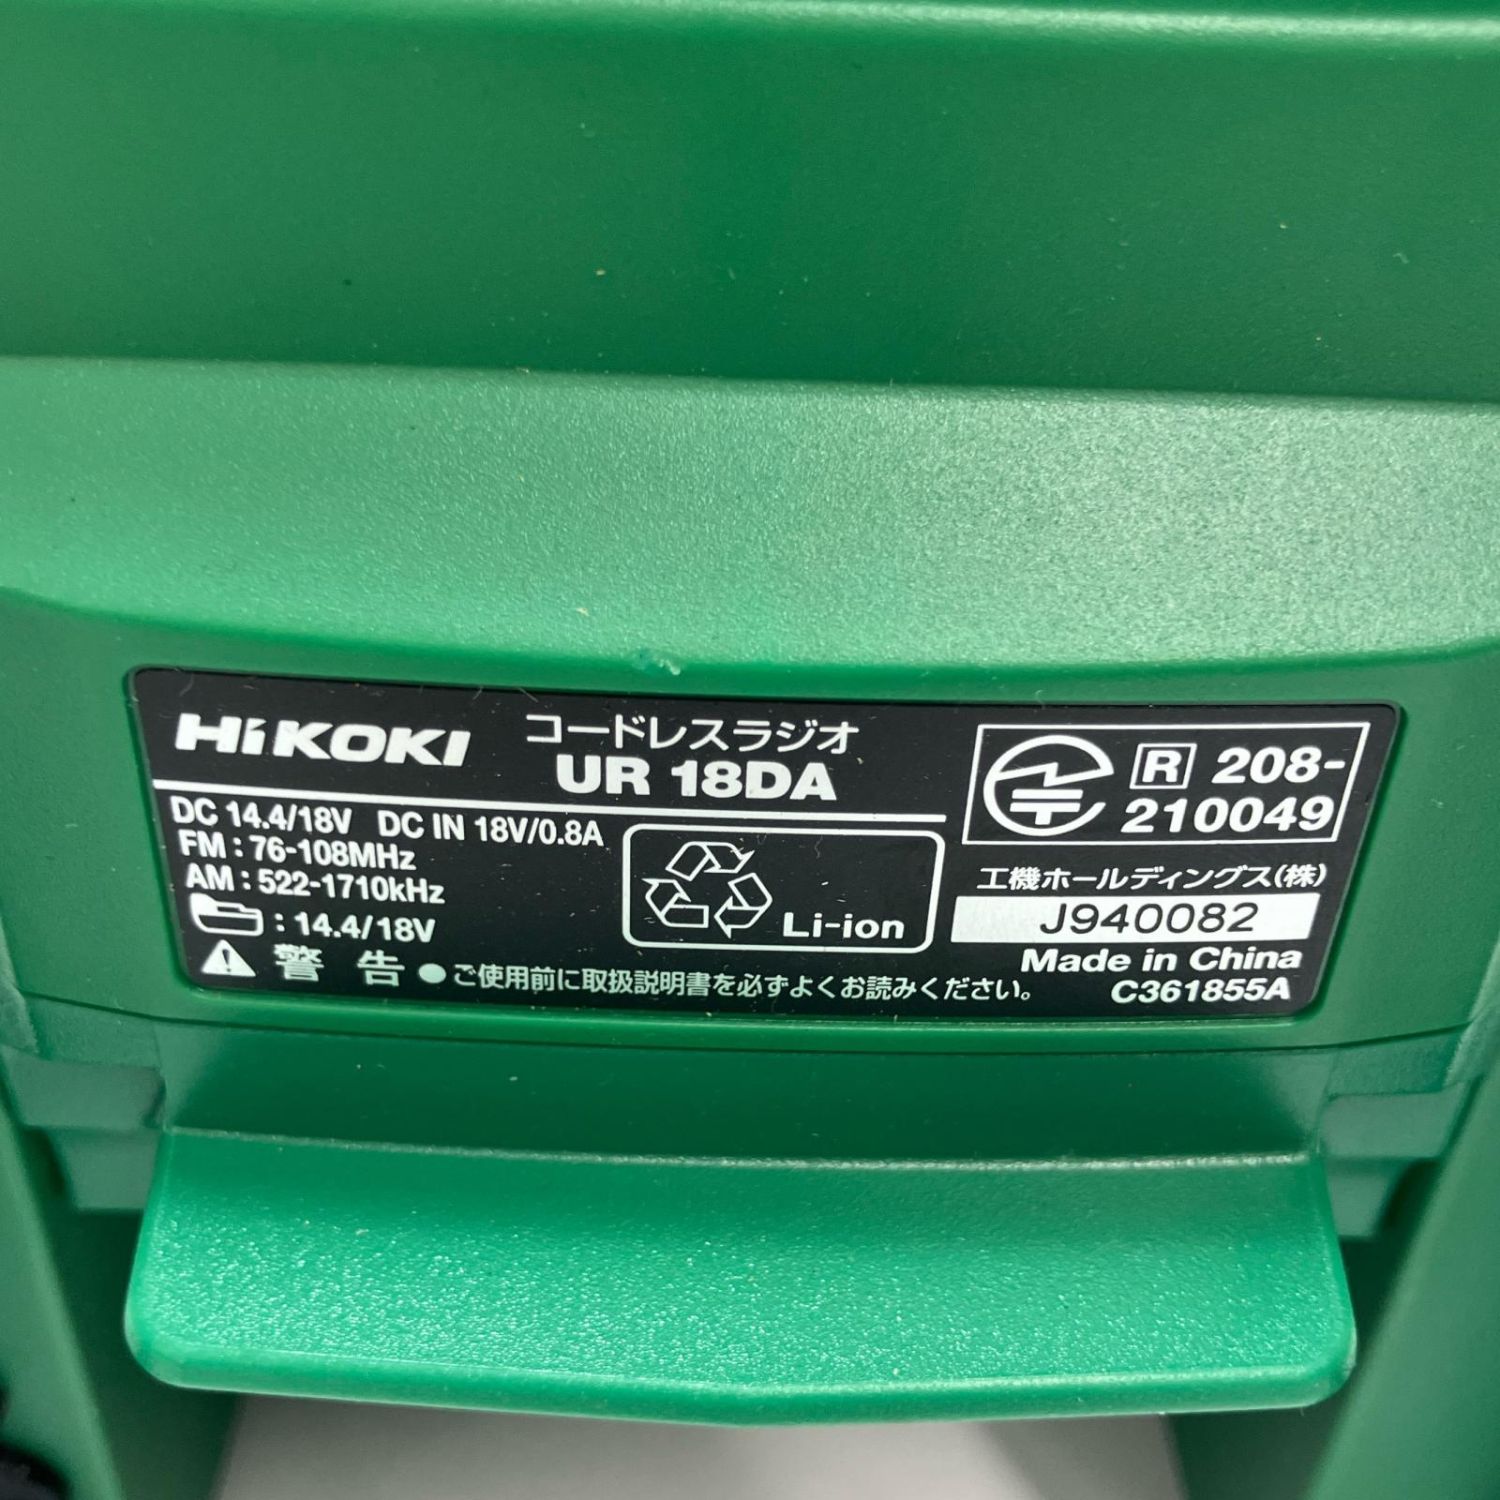 HiKOKI
コードレスラジオ
UR 18DA
DC 14.4/18V DC IN 18V/0.8A
FM : 76-108MHz
AM : 522-1710kHz
: 14.4/18V
警告 ●ご使用前に取扱説明書を必ずよくお読みください。
Li-ion
R 208-
210049
工機ホールディングス(株)
J940082
Made in China
C361855A